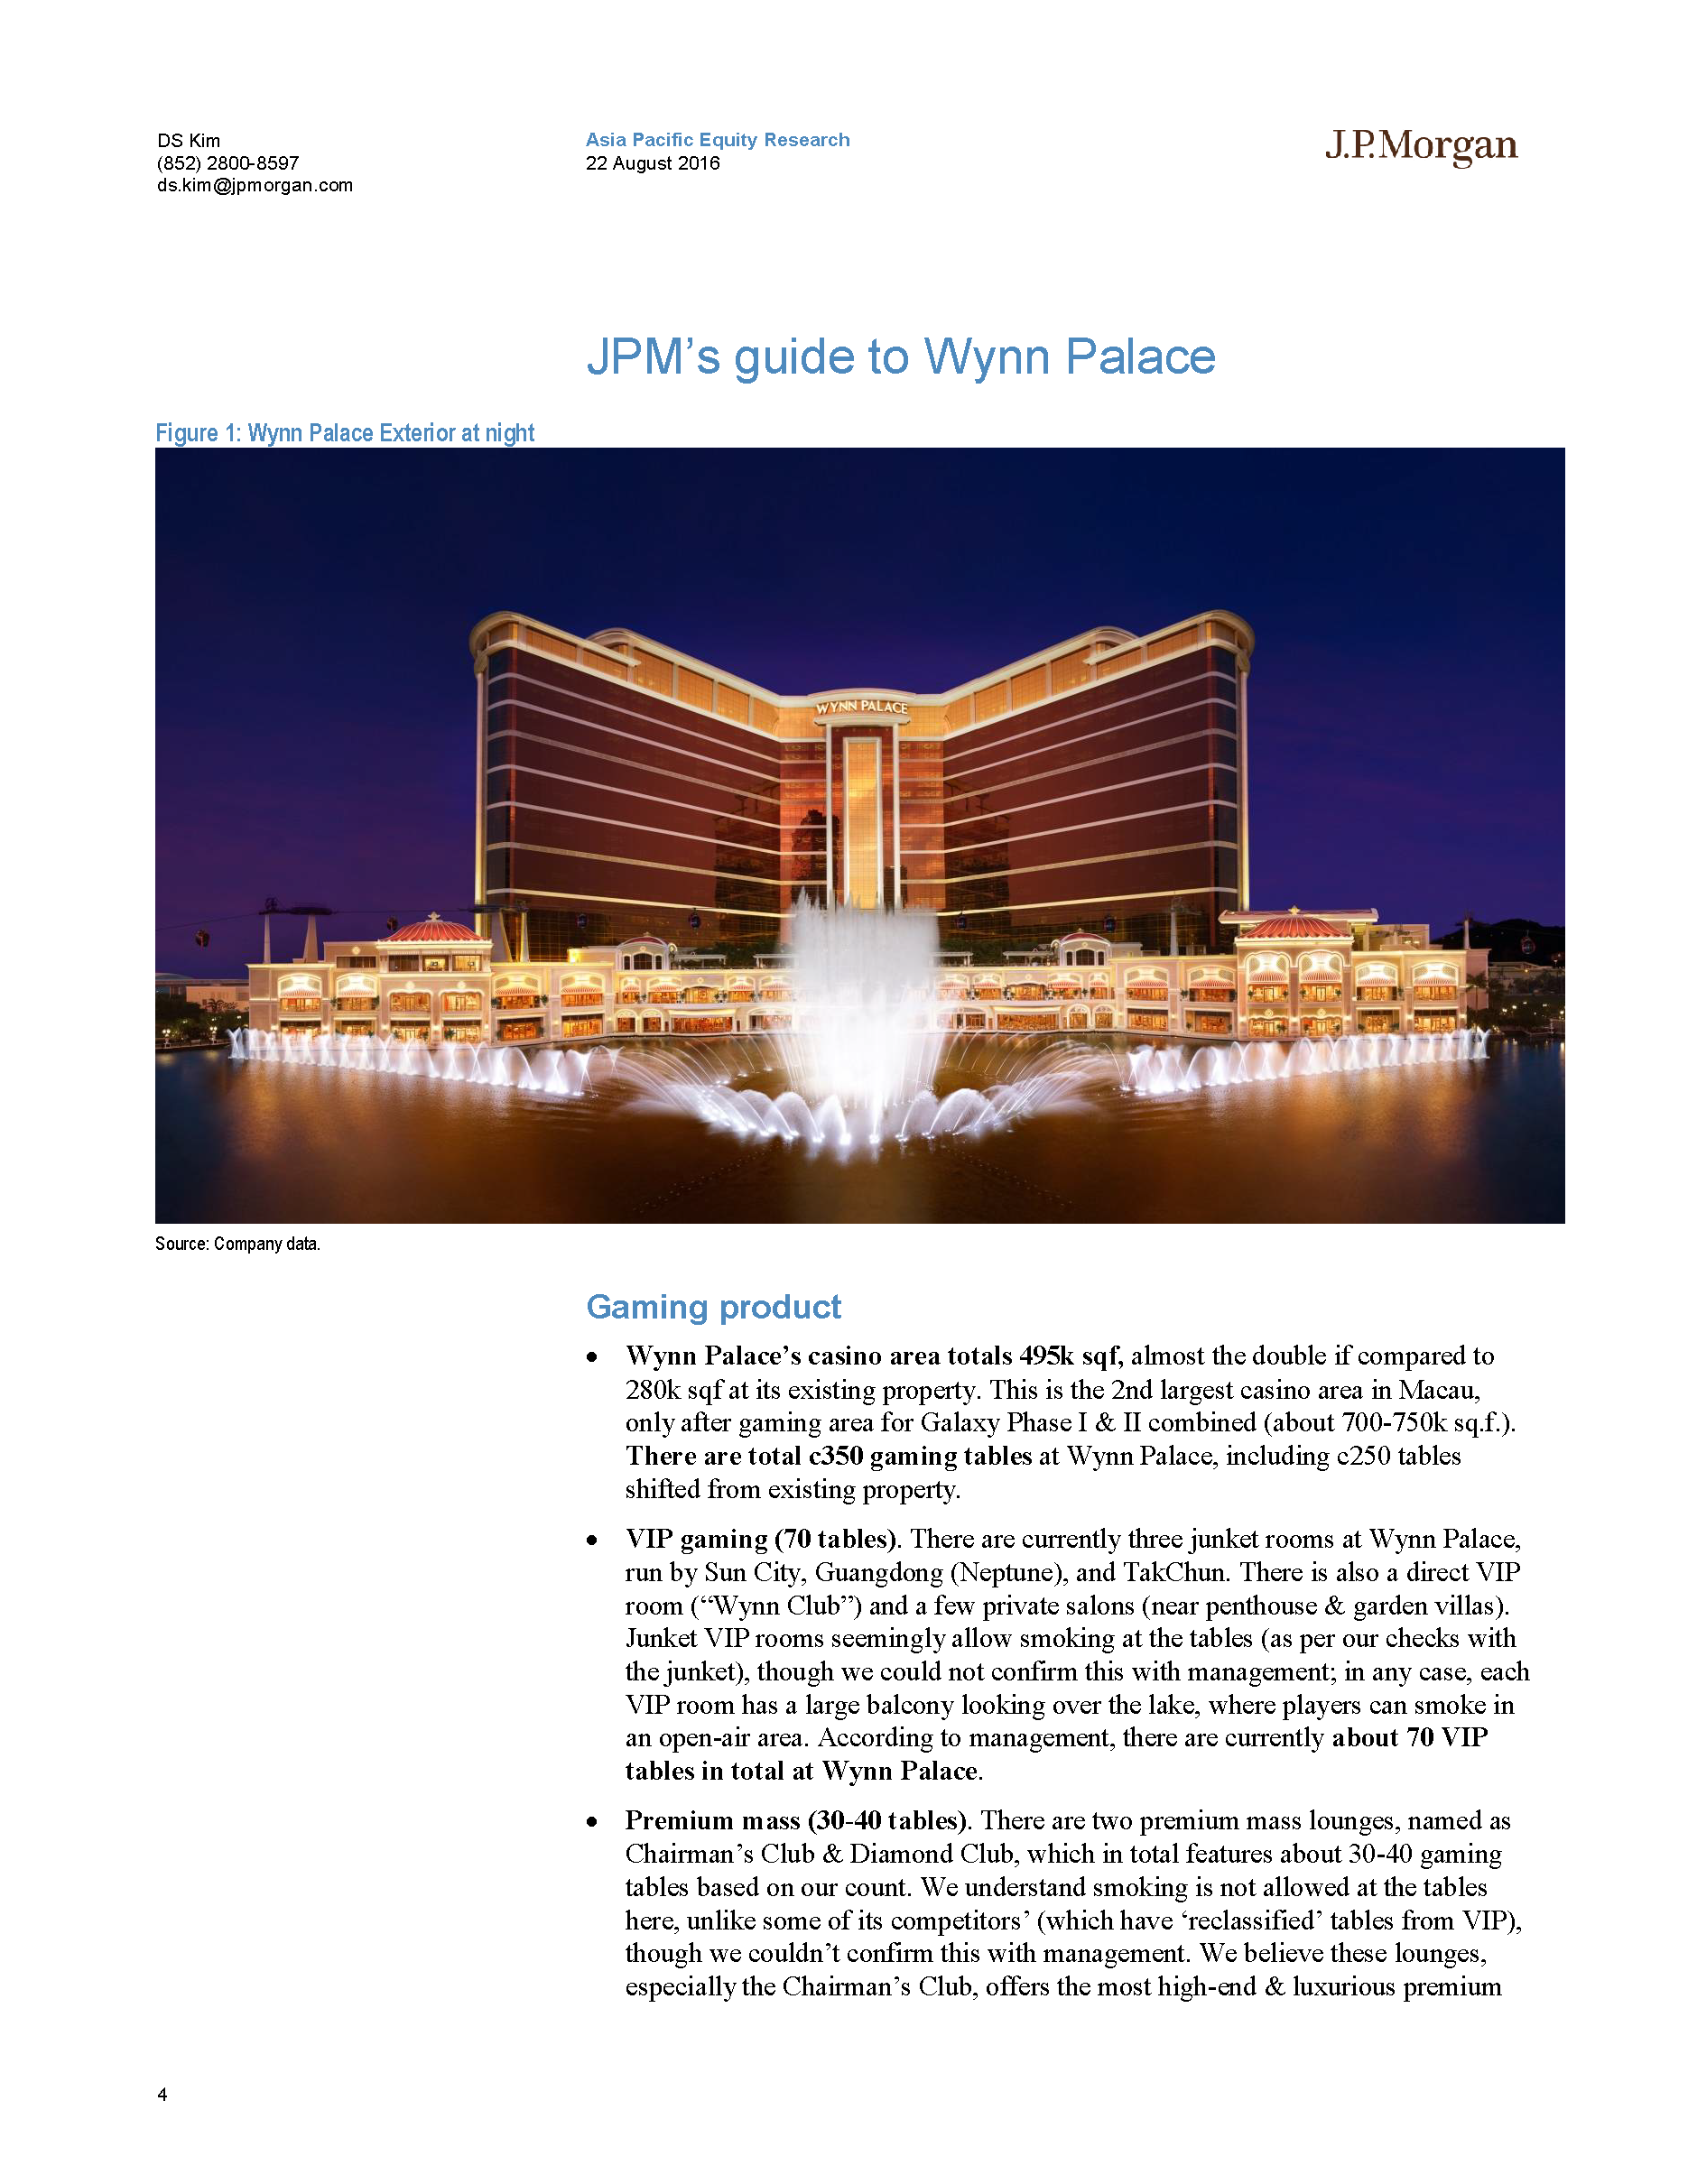 DS Kim
(852) 2800-8597
ds.kim@jpmorgan.com
Asia Pacific Equity Research
22 August 2016
J.P.Morgan
JPM’s guide to Wynn Palace
Figure 1: Wynn Palace Exterior at night
WYNN PALACE
Source: Company data.
Gaming product
• Wynn Palace’s casino area totals 495k sqf, almost the double if compared to
280k sqf at its existing property. This is the 2nd largest casino area in Macau,
only after gaming area for Galaxy Phase I & II combined (about 700-750k sq.f.).
There are total c350 gaming tables at Wynn Palace, including c250 tables
shifted from existing property.
• VIP gaming (70 tables). There are currently three junket rooms at Wynn Palace,
run by Sun City, Guangdong (Neptune), and TakChun. There is also a direct VIP
room (“Wynn Club”) and a few private salons (near penthouse & garden villas).
Junket VIP rooms seemingly allow smoking at the tables (as per our checks with
the junket), though we could not confirm this with management; in any case, each
VIP room has a large balcony looking over the lake, where players can smoke in
an open-air area. According to management, there are currently about 70 VIP
tables in total at Wynn Palace.
• Premium mass (30-40 tables). There are two premium mass lounges, named as
Chairman’s Club & Diamond Club, which in total features about 30-40 gaming
tables based on our count. We understand smoking is not allowed at the tables
here, unlike some of its competitors’ (which have ‘reclassified’ tables from VIP),
though we couldn’t confirm this with management. We believe these lounges,
especially the Chairman’s Club, offers the most high-end & luxurious premium
4